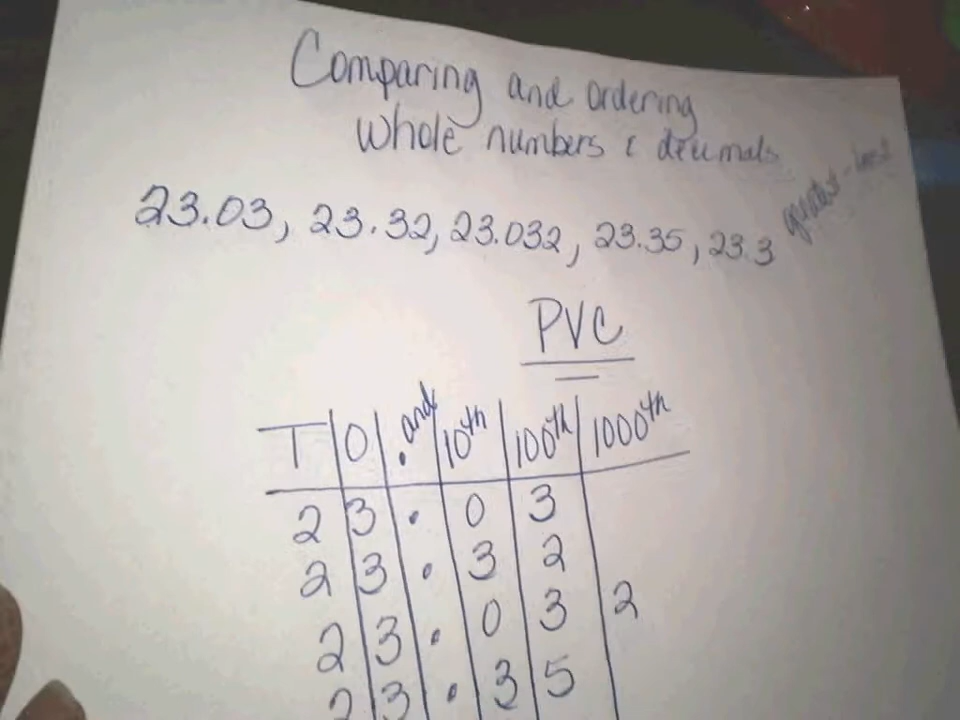 Comparing and ordering
whole numbers & decimals
23.03, 23.32, 23.032, 23.35, 23.3
greatest - least
PVC
T O . and 10th 100th 1000th
2 3 . 0 3
2 3 . 3 2
2 3 . 0 3 2
2 3 . 3 5